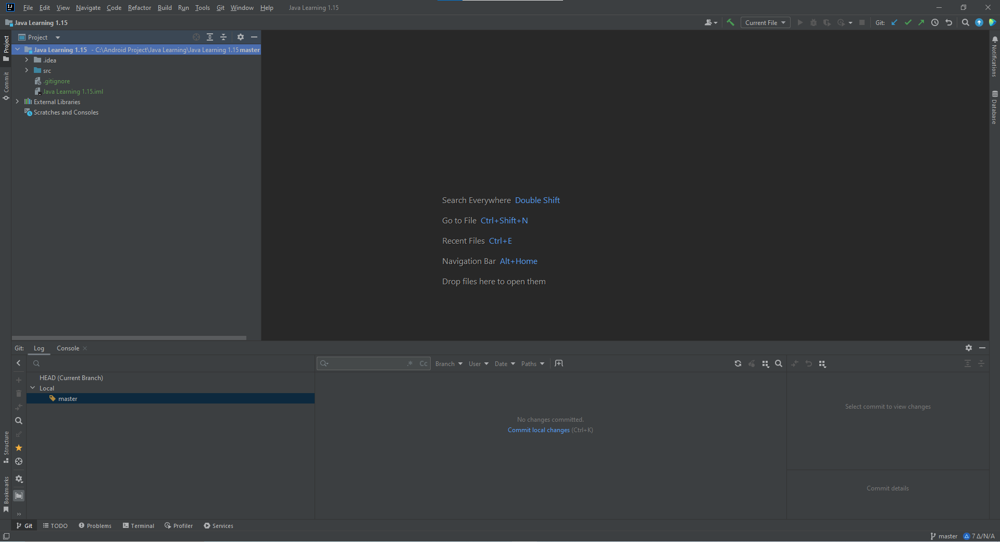 File Edit View Navigate Code Refactor Build Run Tools Git Window Help Java Learning 1.15
Java Learning 1.15
Current File
Git:
Project
Java Learning 1.15 - C:\Android Project\Java Learning\Java Learning 1.15 master
.idea
src
.gitignore
Java Learning 1.15.iml
External Libraries
Scratches and Consoles
Project
Commit
Structure
Bookmarks
Notifications
Database
Search Everywhere Double Shift
Go to File Ctrl+Shift+N
Recent Files Ctrl+E
Navigation Bar Alt+Home
Drop files here to open them
Git: Log Console
.* Cc Branch User Date Paths
HEAD (Current Branch)
Local
master
No changes committed.
Commit local changes (Ctrl+K)
Select commit to view changes
Commit details
Git TODO Problems Terminal Profiler Services
master 7 Δ/N/A